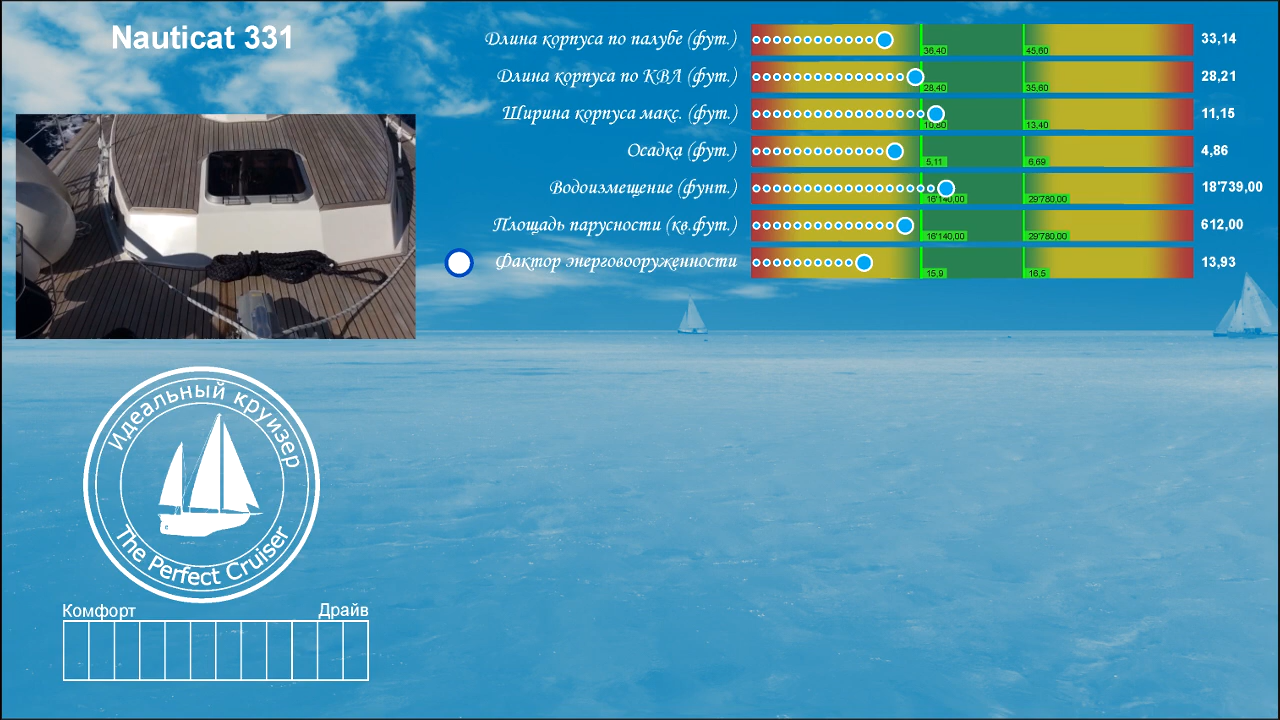 Nauticat 331
Длина корпуса по палубе (фут.)
36,40
45,60
33,14
Длина корпуса по КВЛ (фут.)
28,40
35,60
28,21
Ширина корпуса макс. (фут.)
10,80
13,40
11,15
Осадка (фут.)
5,11
6,69
4,86
Водоизмещение (фунт.)
16'140,00
29'780,00
18'739,00
Площадь парусности (кв.фут.)
16'140,00
29'780,00
612,00
Фактор энерговооруженности
15,9
16,5
13,93
Идеальный круизер
The Perfect Cruiser
Комфорт
Драйв